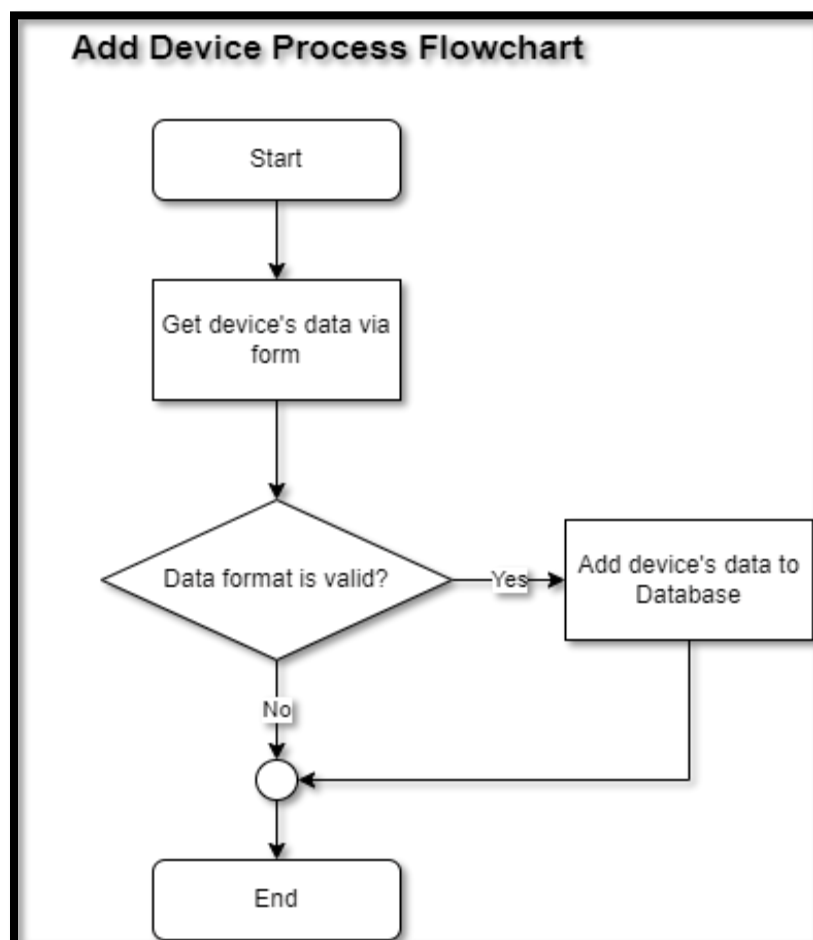 Add Device Process Flowchart
Start
Get device's data via
form
Data format is valid?
Yes
Add device's data to
Database
No
End